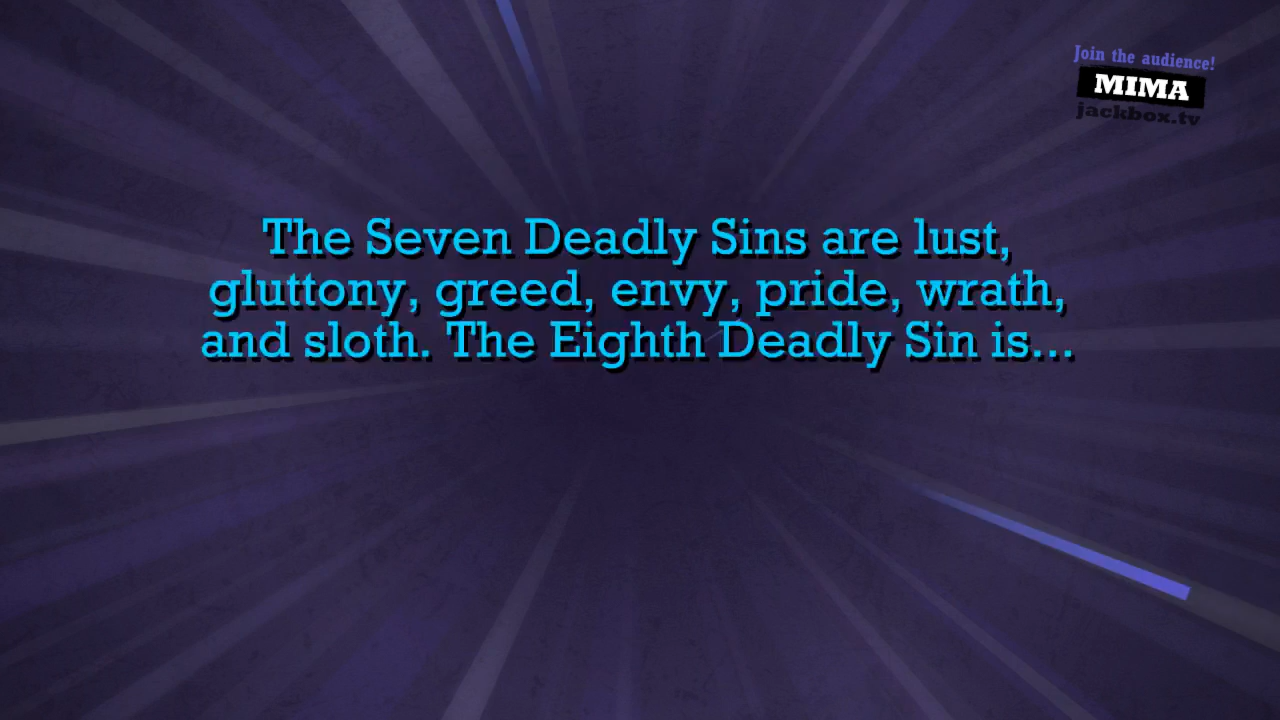 Join the audience!
MIMA
jackbox.tv
The Seven Deadly Sins are lust,
gluttony, greed, envy, pride, wrath,
and sloth. The Eighth Deadly Sin is...